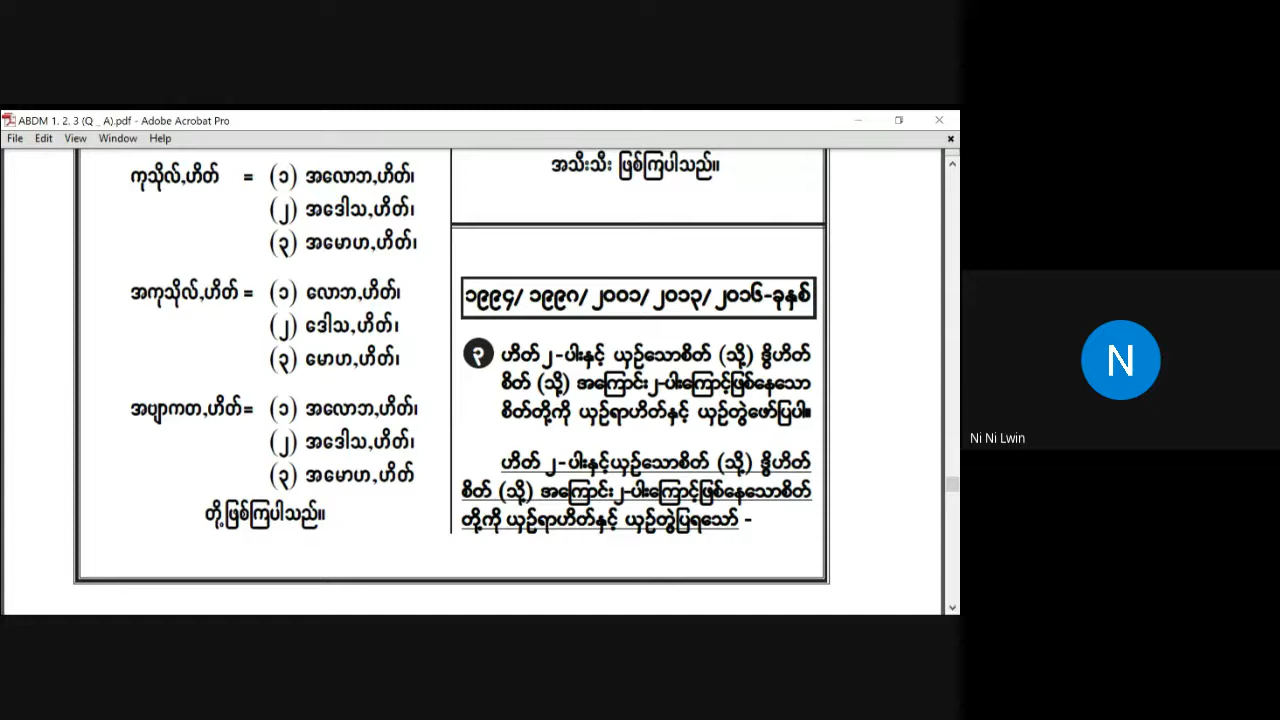 ABDM 1. 2. 3 (Q _ A).pdf - Adobe Acrobat Pro
File Edit View Window Help
ကုသိုလ်,ဟိတ် = (၁) အလောဘ,ဟိတ်၊
(၂) အဒေါသ,ဟိတ်၊
(၃) အမောဟ,ဟိတ်၊
အကုသိုလ်,ဟိတ် = (၁) လောဘ,ဟိတ်၊
(၂) ဒေါသ,ဟိတ်၊
(၃) မောဟ,ဟိတ်၊
အဗျာကတ,ဟိတ်= (၁) အလောဘ,ဟိတ်၊
(၂) အဒေါသ,ဟိတ်၊
(၃) အမောဟ,ဟိတ်
တို့ဖြစ်ကြပါသည်။
အသီးသီး ဖြစ်ကြပါသည်။
၁၉၉၄/ ၁၉၉၈/ ၂၀၀၁/ ၂၀၁၃/ ၂၀၁၆-ခုနှစ်
၃ ဟိတ်၂-ပါးနှင့် ယှဉ်သောစိတ် (သို့) ဒွိဟိတ်
စိတ် (သို့) အကြောင်း၂-ပါးကြောင့်ဖြစ်နေသော
စိတ်တို့ကို ယှဉ်ရာဟိတ်နှင့် ယှဉ်တွဲဖော်ပြပါ။
ဟိတ် ၂-ပါးနှင့်ယှဉ်သောစိတ် (သို့) ဒွိဟိတ်
စိတ် (သို့) အကြောင်း၂-ပါးကြောင့်ဖြစ်နေသောစိတ်
တို့ကို ယှဉ်ရာဟိတ်နှင့် ယှဉ်တွဲပြရသော် -
N
Ni Ni Lwin